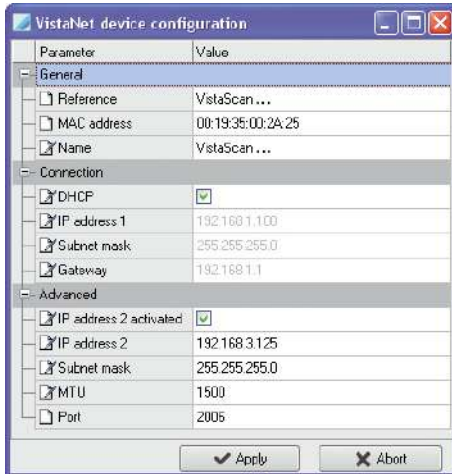 VistaNet device configuration
Parameter Value
General
Reference VistaScan...
MAC address 00:19:35:00:2A:25
Name VistaScan...
Connection
DHCP
IP address 1 192.168.1.100
Subnet mask 255.255.255.0
Gateway 192.168.1.1
Advanced
IP address 2 activated
IP address 2 192.168.3.125
Subnet mask 255.255.255.0
MTU 1500
Port 2006
Apply Abort